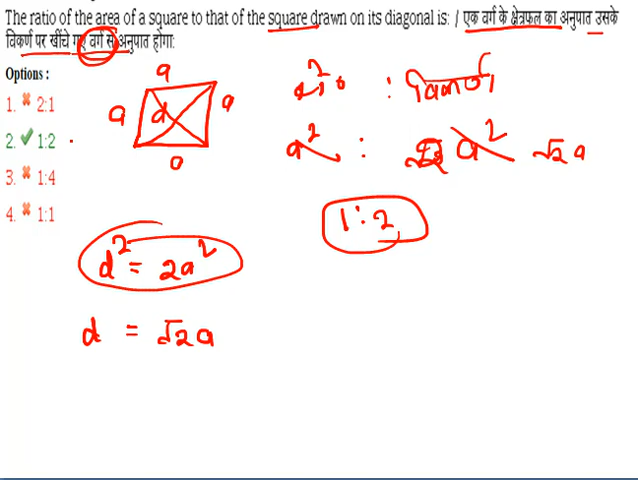 The ratio of the area of a square to that of the square drawn on its diagonal is: / एक वर्ग के क्षेत्रफल का अनुपात उसके
विकर्ण पर खींचे गए वर्ग से अनुपात होगा:
Options :
1. 2:1
2. 1:2
3. 1:4
4. 1:1
a
a d a
a
: विकर्ण
a² : a² √2 a
1:2
d² = 2a²
d = √2a